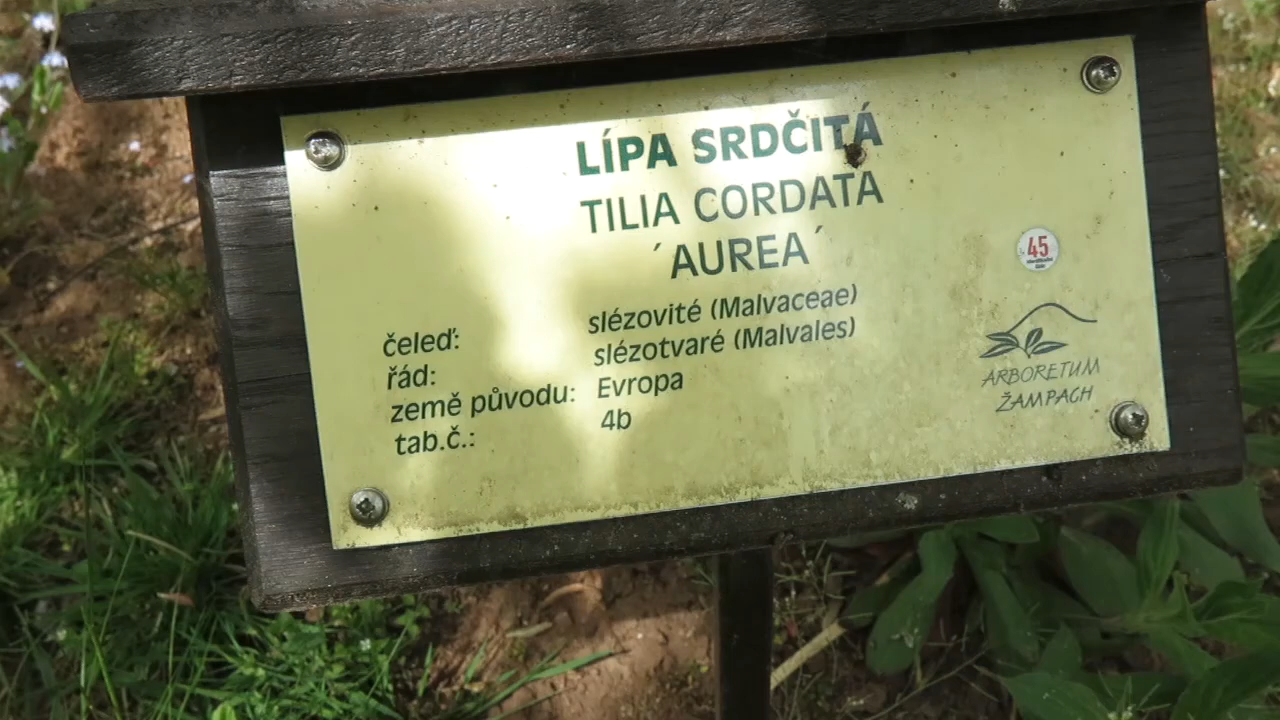 LÍPA SRDČITÁ
TILIA CORDATA
´AUREA´
čeleď: slézovité (Malvaceae)
řád: slézotvaré (Malvales)
země původu: Evropa
tab.č.: 4b
45
ARBORETUM
ŽAMPACH